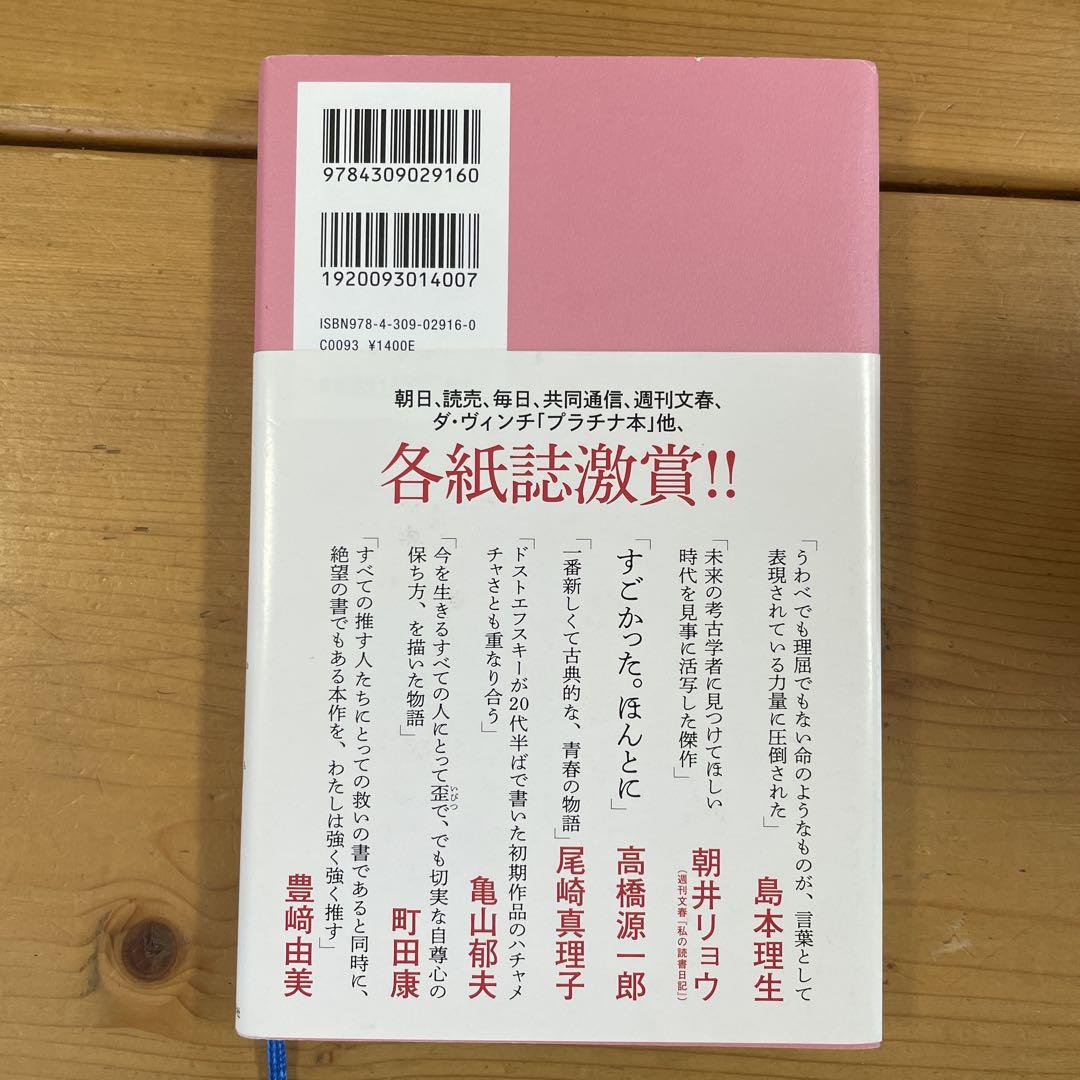 9784309029160
1920093014007
ISBN978-4-309-02916-0
C0093 ¥1400E
朝日、読売、毎日、共同通信、週刊文春、
ダ・ヴィンチ「プラチナ本」他、
各紙誌激賞!!
「うわべでも理屈でもない命のようなものが、言葉として
表現されている力量に圧倒された」
島本理生
「未来の考古学者に見つけてほしい
時代を見事に活写した傑作」
朝井リョウ
(週刊文春「私の読書日記」)
「すごかった。ほんとに」
高橋源一郎
「一番新しくて古典的な、青春の物語」
尾崎真理子
「ドストエフスキーが20代半ばで書いた初期作品のハチャメ
チャさとも重なり合う」
亀山郁夫
「今を生きるすべての人にとって歪で、でも切実な自尊心の
いびつ
保ち方、を描いた物語」
町田康
「すべての推す人たちにとっての救いの書であると同時に、
絶望の書でもある本作を、わたしは強く強く推す」
豊﨑由美